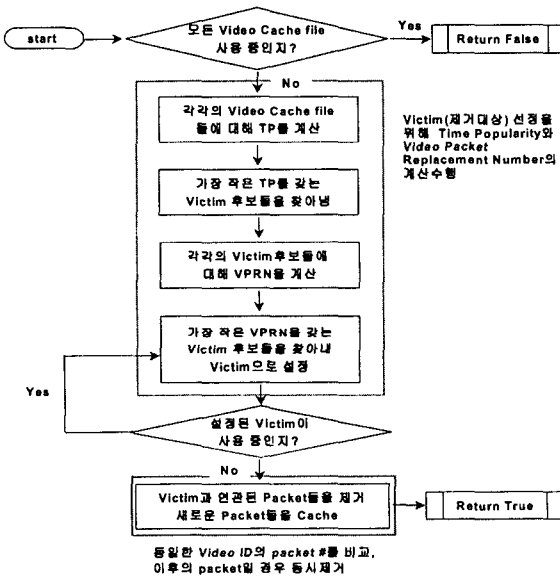 모든 Video Cache file
사용 중인지?
start
Yes
Return False
No
각각의 Video Cache file
들에 대해 TP를 계산
Victim(제거대상) 선정을
위해 Time Popularity와
Video Packet
Replacement Number의
계산수행
가장 작은 TP를 갖는
Victim 후보들을 찾아냄
각각의 Victim후보들에
대해 VPRN을 계산
가장 작은 VPRN을 갖는
Victim 후보들을 찾아내
Victim으로 설정
Yes
설정된 Victim이
사용 중인지?
No
Victim과 연관된 Packet들을 제거
새로운 Packet들을 Cache
Return True
동일한 Video ID의 packet #를 비교,
이후의 packet일 경우 동시제거